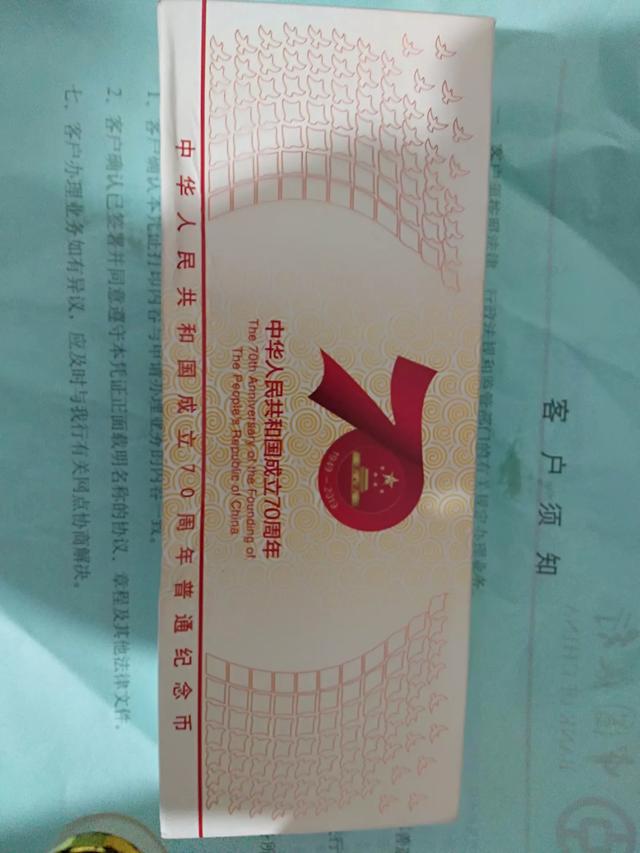 1949-2019
中华人民共和国成立70周年
The 70th Anniversary of the Founding of
The People's Republic of China
中华人民共和国成立70周年普通纪念币
客户须知
2、客户确认已签署并同意遵守本凭证正面载明名称的协议、章程及其他法律文件。
七、客户办理业务如有异议，应及时与我行有关网点协商解决。